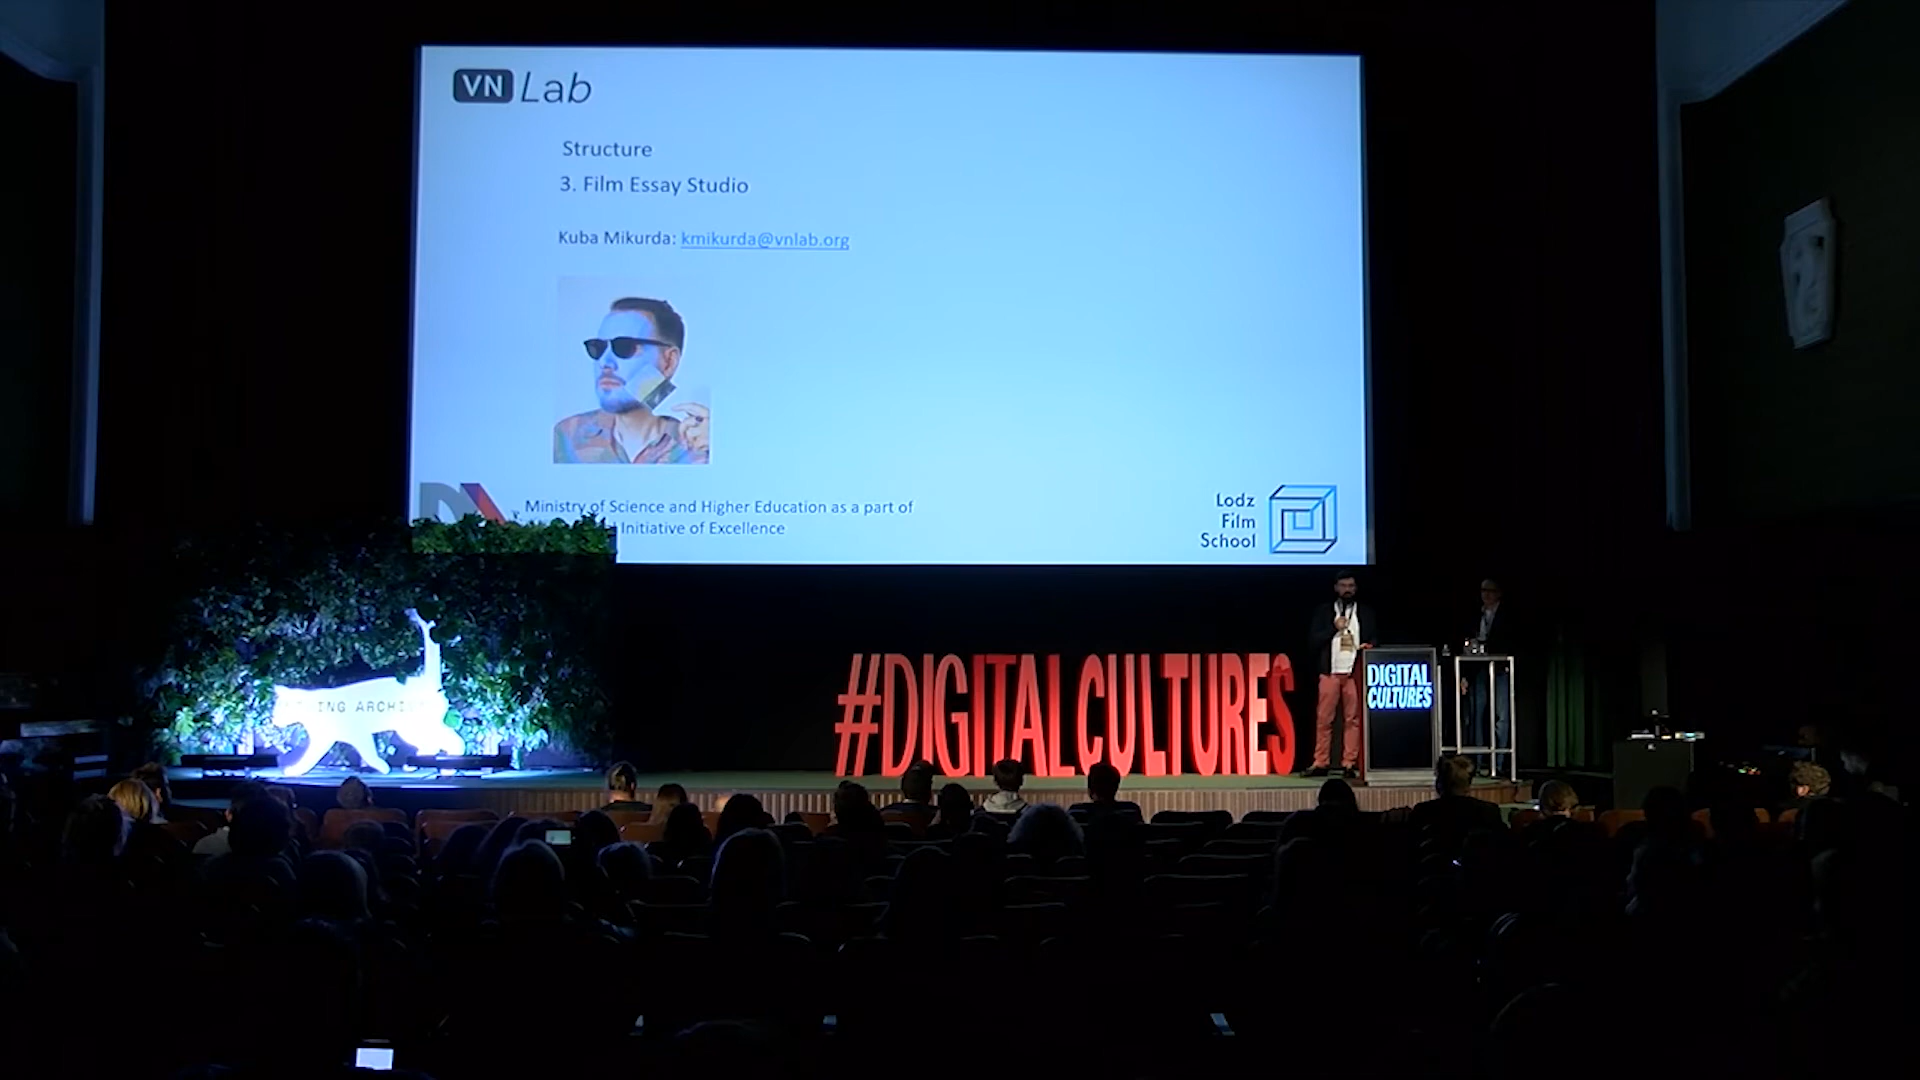 VN Lab
Structure
3. Film Essay Studio
Kuba Mikurda: kmikurda@vnlab.org
Ministry of Science and Higher Education as a part of
Initiative of Excellence
Lodz
Film
School
#DIGITALCULTURES
DIGITAL
CULTURES